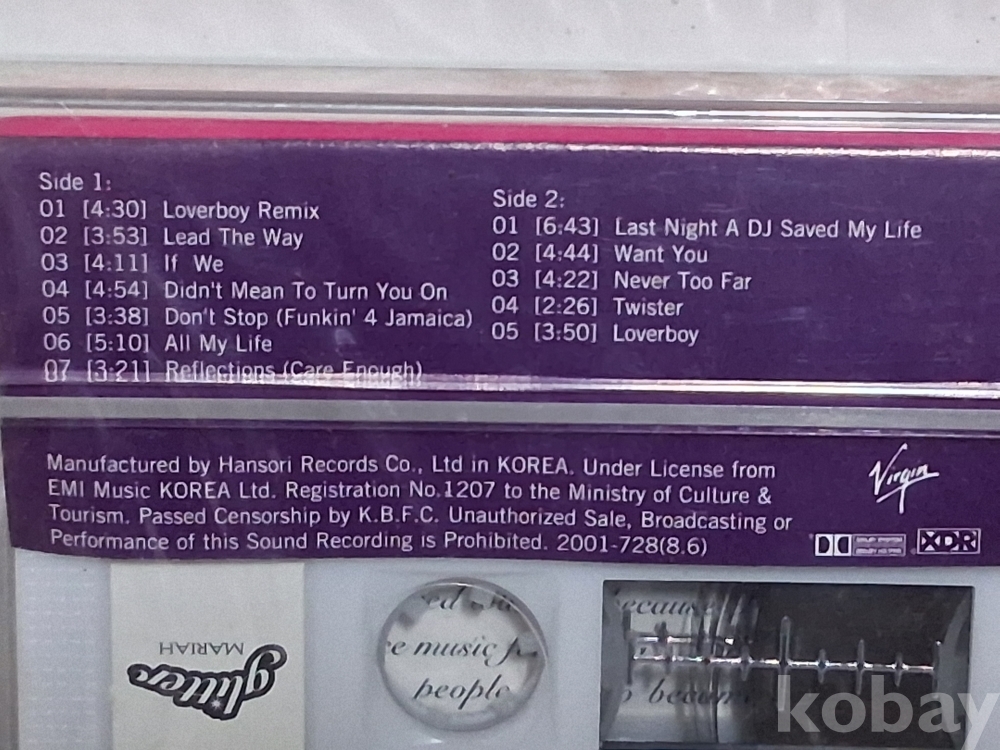 Side 1:
01 [4:30] Loverboy Remix
02 [3:53] Lead The Way
03 [4:11] If We
04 [4:54] Didn't Mean To Turn You On
05 [3:38] Don't Stop (Funkin' 4 Jamaica)
06 [5:10] All My Life
07 [3:21] Reflections (Care Enough)
Side 2:
01 [6:43] Last Night A DJ Saved My Life
02 [4:44] Want You
03 [4:22] Never Too Far
04 [2:26] Twister
05 [3:50] Loverboy
Manufactured by Hansori Records Co., Ltd in KOREA. Under License from
EMI Music KOREA Ltd. Registration No.1207 to the Ministry of Culture &
Tourism. Passed Censorship by K.B.F.C. Unauthorized Sale, Broadcasting or
Performance of this Sound Recording is Prohibited. 2001-728(8.6)
Virgin
XDR
MARIAH
glitter
music
people
kobay